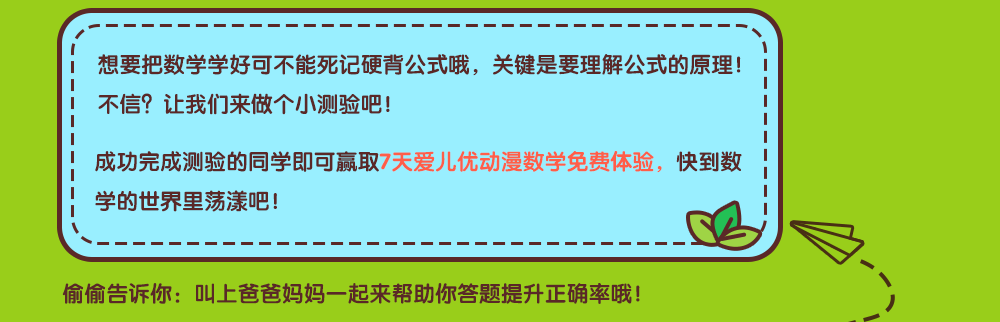 想要把数学学好可不能死记硬背公式哦，关键是要理解公式的原理！
不信？让我们来做个小测验吧！
成功完成测验的同学即可赢取7天爱儿优动漫数学免费体验，快到数
学的世界里荡漾吧！
偷偷告诉你：叫上爸爸妈妈一起来帮助你答题提升正确率哦！